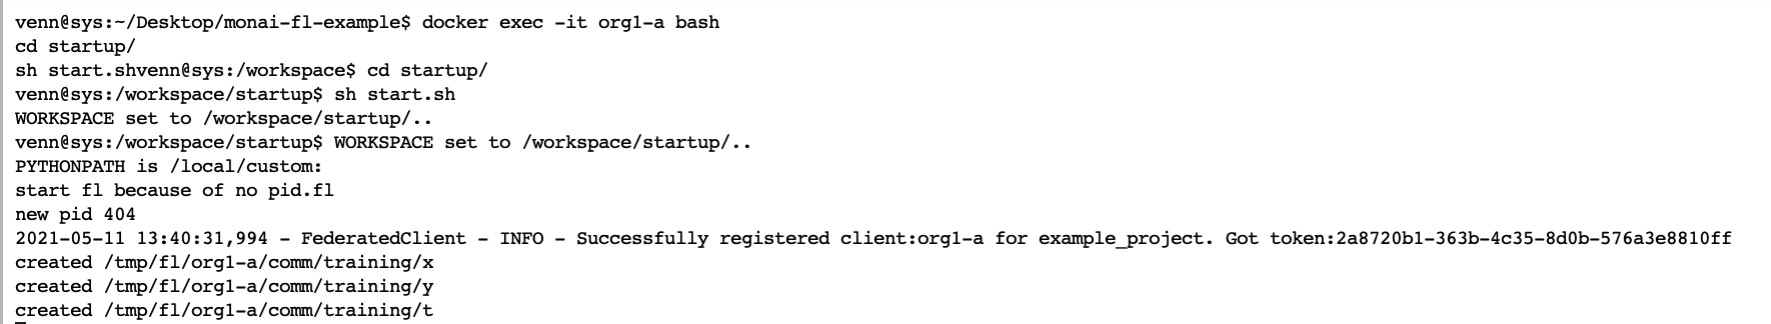 venn@sys:~/Desktop/monai-fl-example$ docker exec -it org1-a bash
cd startup/
sh start.shvenn@sys:/workspace$ cd startup/
venn@sys:/workspace/startup$ sh start.sh
WORKSPACE set to /workspace/startup/..
venn@sys:/workspace/startup$ WORKSPACE set to /workspace/startup/..
PYTHONPATH is /local/custom:
start fl because of no pid.fl
new pid 404
2021-05-11 13:40:31,994 - FederatedClient - INFO - Successfully registered client:org1-a for example_project. Got token:2a8720b1-363b-4c35-8d0b-576a3e8810ff
created /tmp/fl/org1-a/comm/training/x
created /tmp/fl/org1-a/comm/training/y
created /tmp/fl/org1-a/comm/training/t